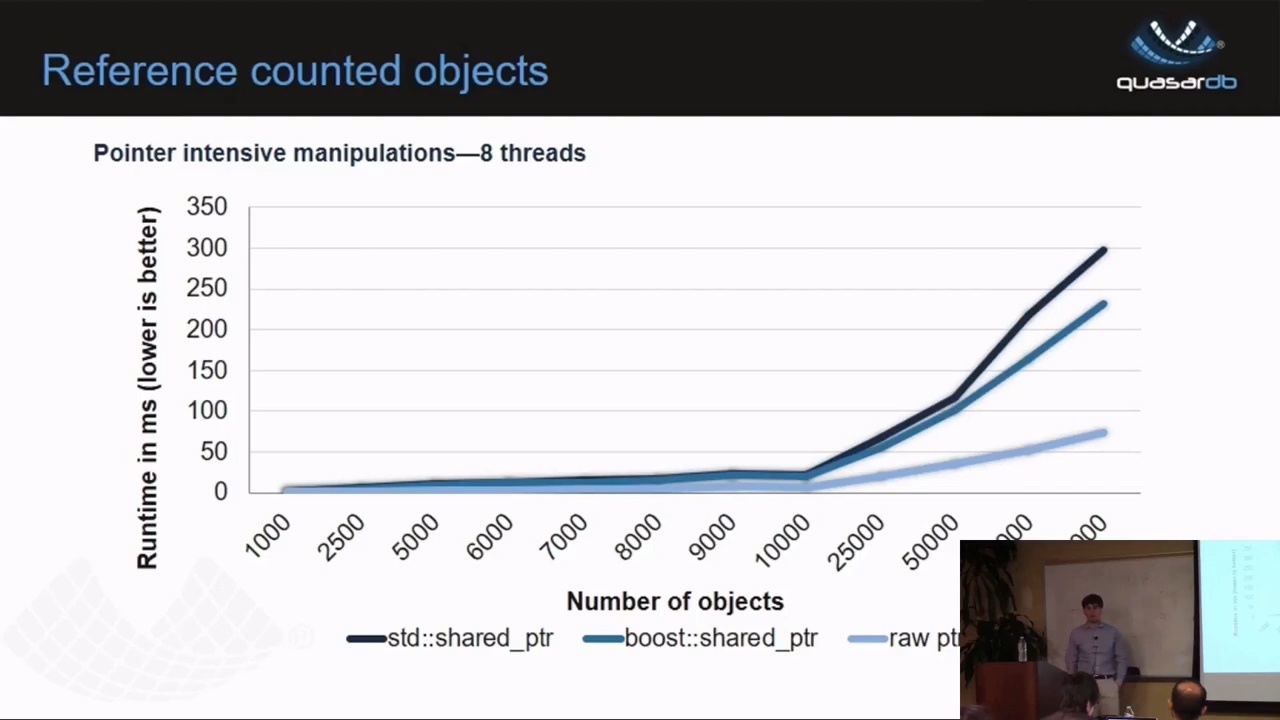 Reference counted objects
quasardb®
Pointer intensive manipulations—8 threads
Runtime in ms (lower is better)
350
300
250
200
150
100
50
0
1000
2500
5000
6000
7000
8000
9000
10000
25000
50000
Number of objects
std::shared_ptr
boost::shared_ptr
raw pt